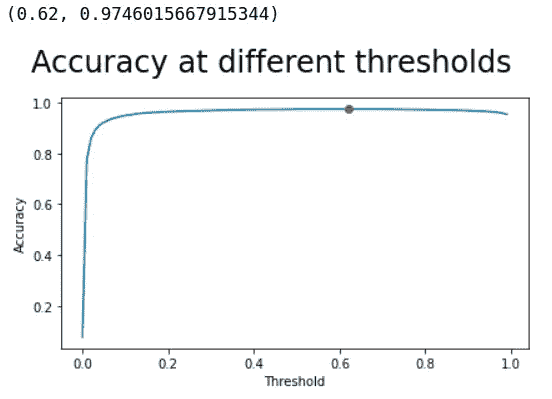 (0.62, 0.9746015667915344)
Accuracy at different thresholds
1.0
0.8
0.6
0.4
0.2
Accuracy
0.0 0.2 0.4 0.6 0.8 1.0
Threshold